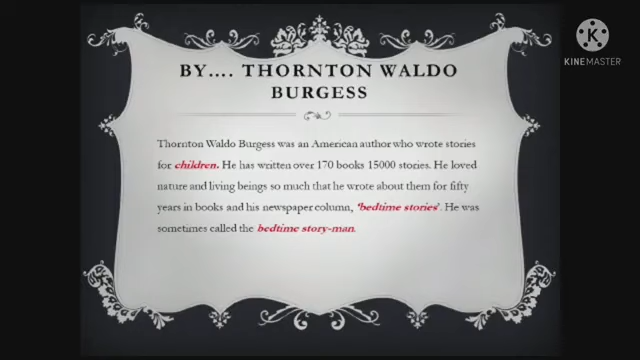 KINEMASTER
BY.... THORNTON WALDO
BURGESS
Thornton Waldo Burgess was an American author who wrote stories
for children. He has written over 170 books 15000 stories. He loved
nature and living beings so much that he wrote about them for fifty
years in books and his newspaper column, 'bedtime stories'. He was
sometimes called the bedtime story-man.